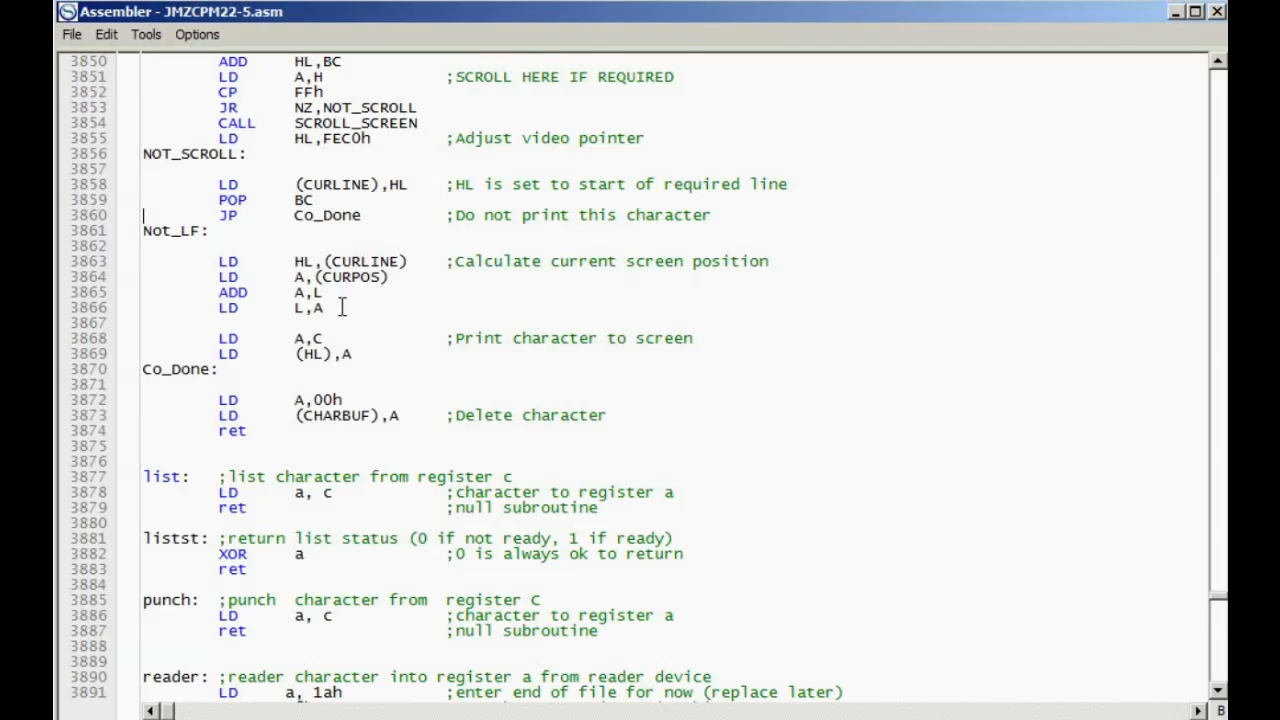 Assembler - JMZCPM22-5.asm
File Edit Tools Options
3850 ADD HL,BC
3851 LD A,H ;SCROLL HERE IF REQUIRED
3852 CP FFh
3853 JR NZ,NOT_SCROLL
3854 CALL SCROLL_SCREEN
3855 LD HL,FEC0h ;Adjust video pointer
3856 NOT_SCROLL:
3857
3858 LD (CURLINE),HL ;HL is set to start of required line
3859 POP BC
3860 JP Co_Done ;Do not print this character
3861 Not_LF:
3862
3863 LD HL,(CURLINE) ;Calculate current screen position
3864 LD A,(CURPOS)
3865 ADD A,L
3866 LD L,A
3867
3868 LD A,C ;Print character to screen
3869 LD (HL),A
3870 Co_Done:
3871
3872 LD A,00h
3873 LD (CHARBUF),A ;Delete character
3874 ret
3875
3876
3877 list: ;list character from register c
3878 LD a, c ;character to register a
3879 ret ;null subroutine
3880
3881 listst: ;return list status (0 if not ready, 1 if ready)
3882 XOR a ;0 is always ok to return
3883 ret
3884
3885 punch: ;punch character from register C
3886 LD a, c ;character to register a
3887 ret ;null subroutine
3888
3889
3890 reader: ;reader character into register a from reader device
3891 LD a, 1ah ;enter end of file for now (replace later)
B